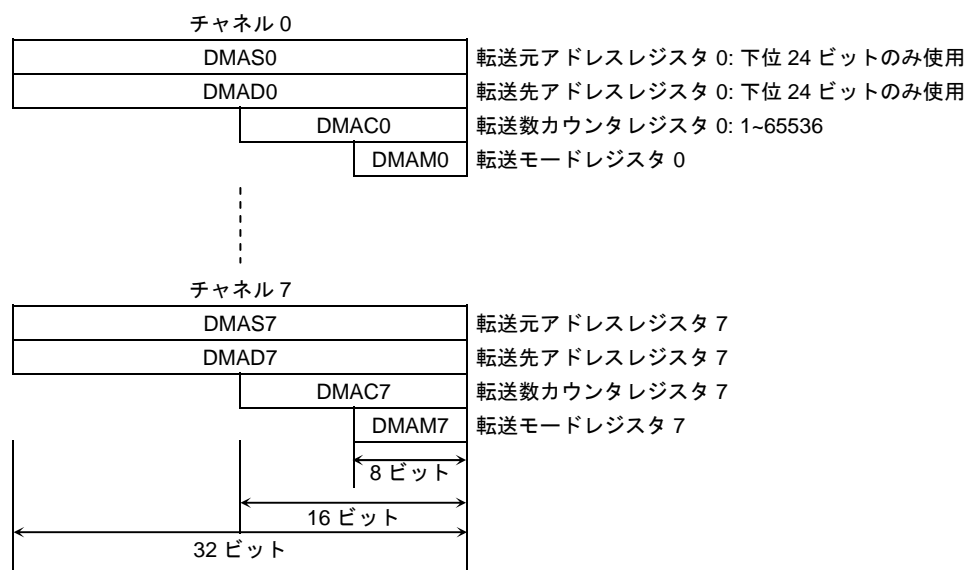 チャネル 0
DMAS0 転送元アドレスレジスタ 0: 下位 24 ビットのみ使用
DMAD0 転送先アドレスレジスタ 0: 下位 24 ビットのみ使用
DMAC0 転送数カウンタレジスタ 0: 1~65536
DMAM0 転送モードレジスタ 0
チャネル 7
DMAS7 転送元アドレスレジスタ 7
DMAD7 転送先アドレスレジスタ 7
DMAC7 転送数カウンタレジスタ 7
DMAM7 転送モードレジスタ 7
8 ビット
16 ビット
32 ビット